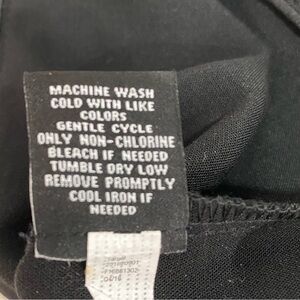 MACHINE WASH
COLD WITH LIKE
COLORS
GENTLE CYCLE
ONLY NON-CHLORINE
BLEACH IF NEEDED
TUMBLE DRY LOW
REMOVE PROMPTLY
COOL IRON IF
NEEDED